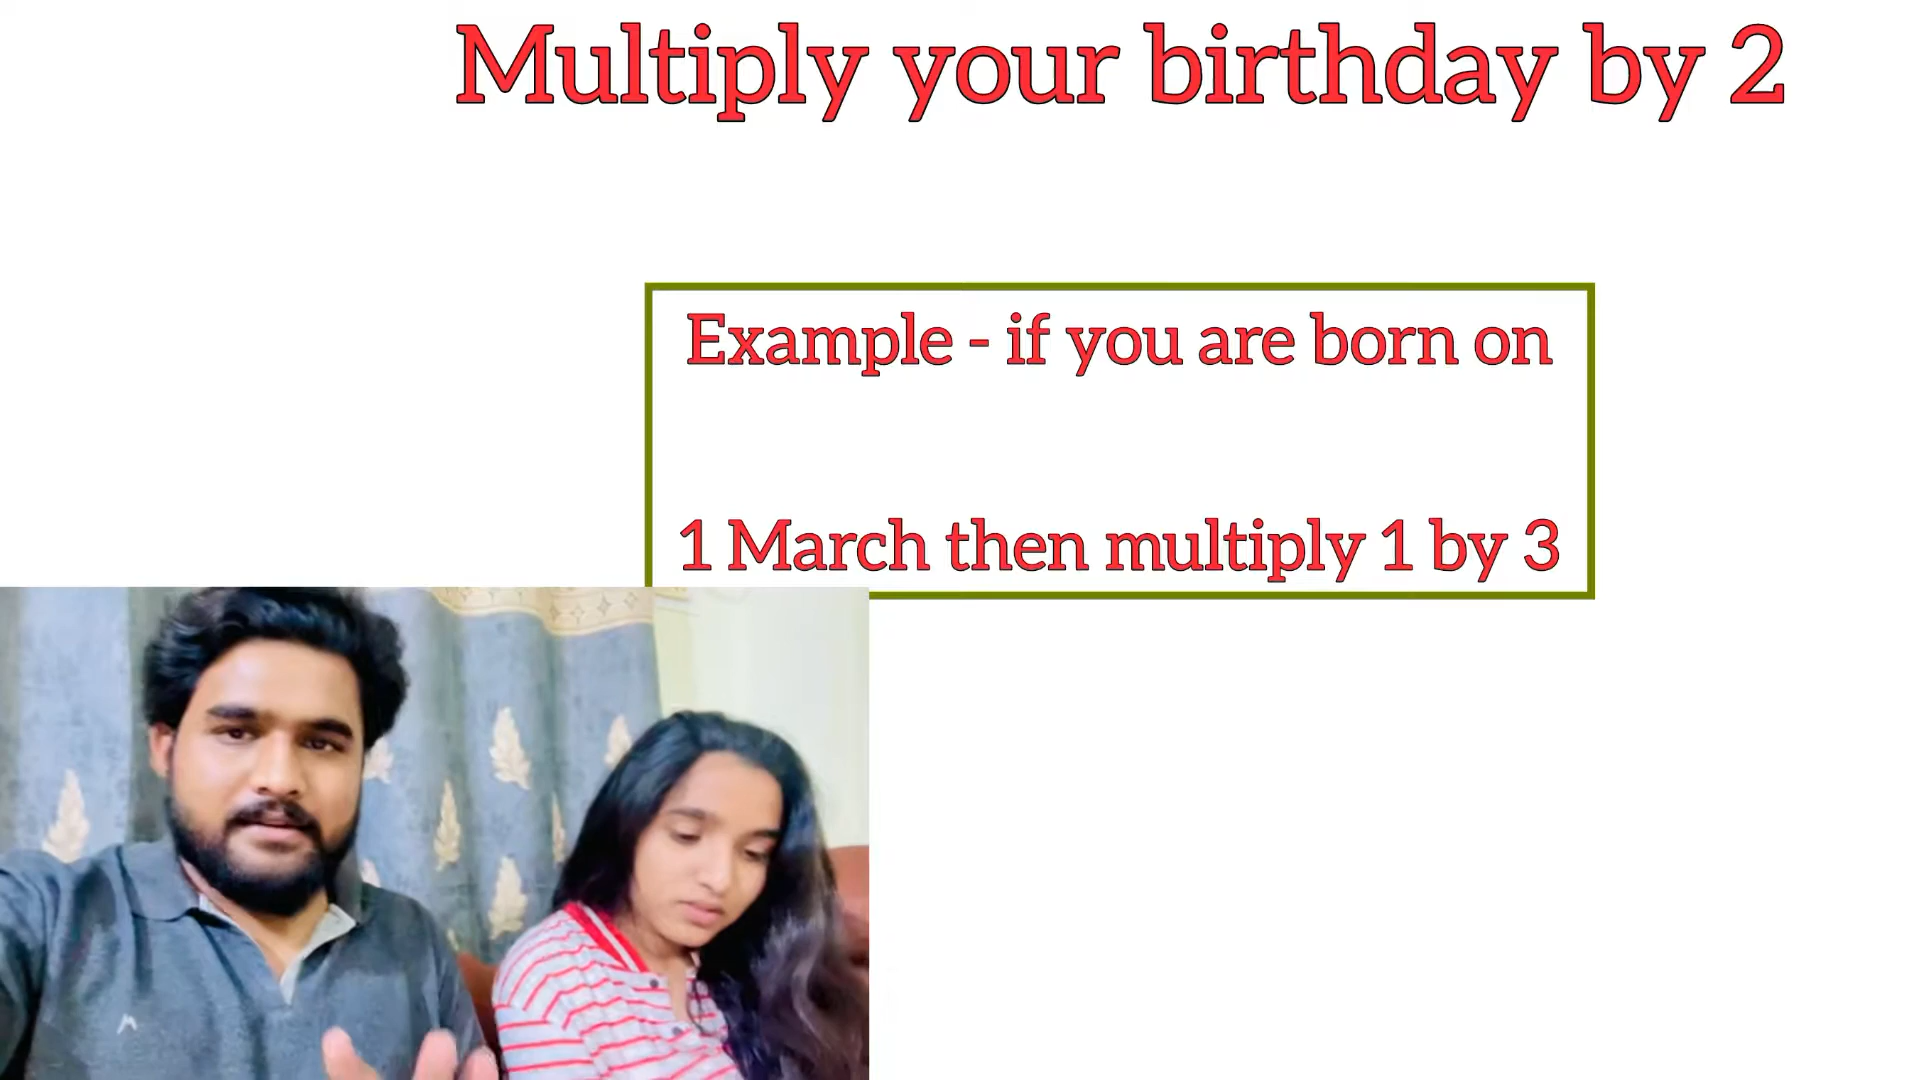 Multiply your birthday by 2
Example - if you are born on
1 March then multiply 1 by 3